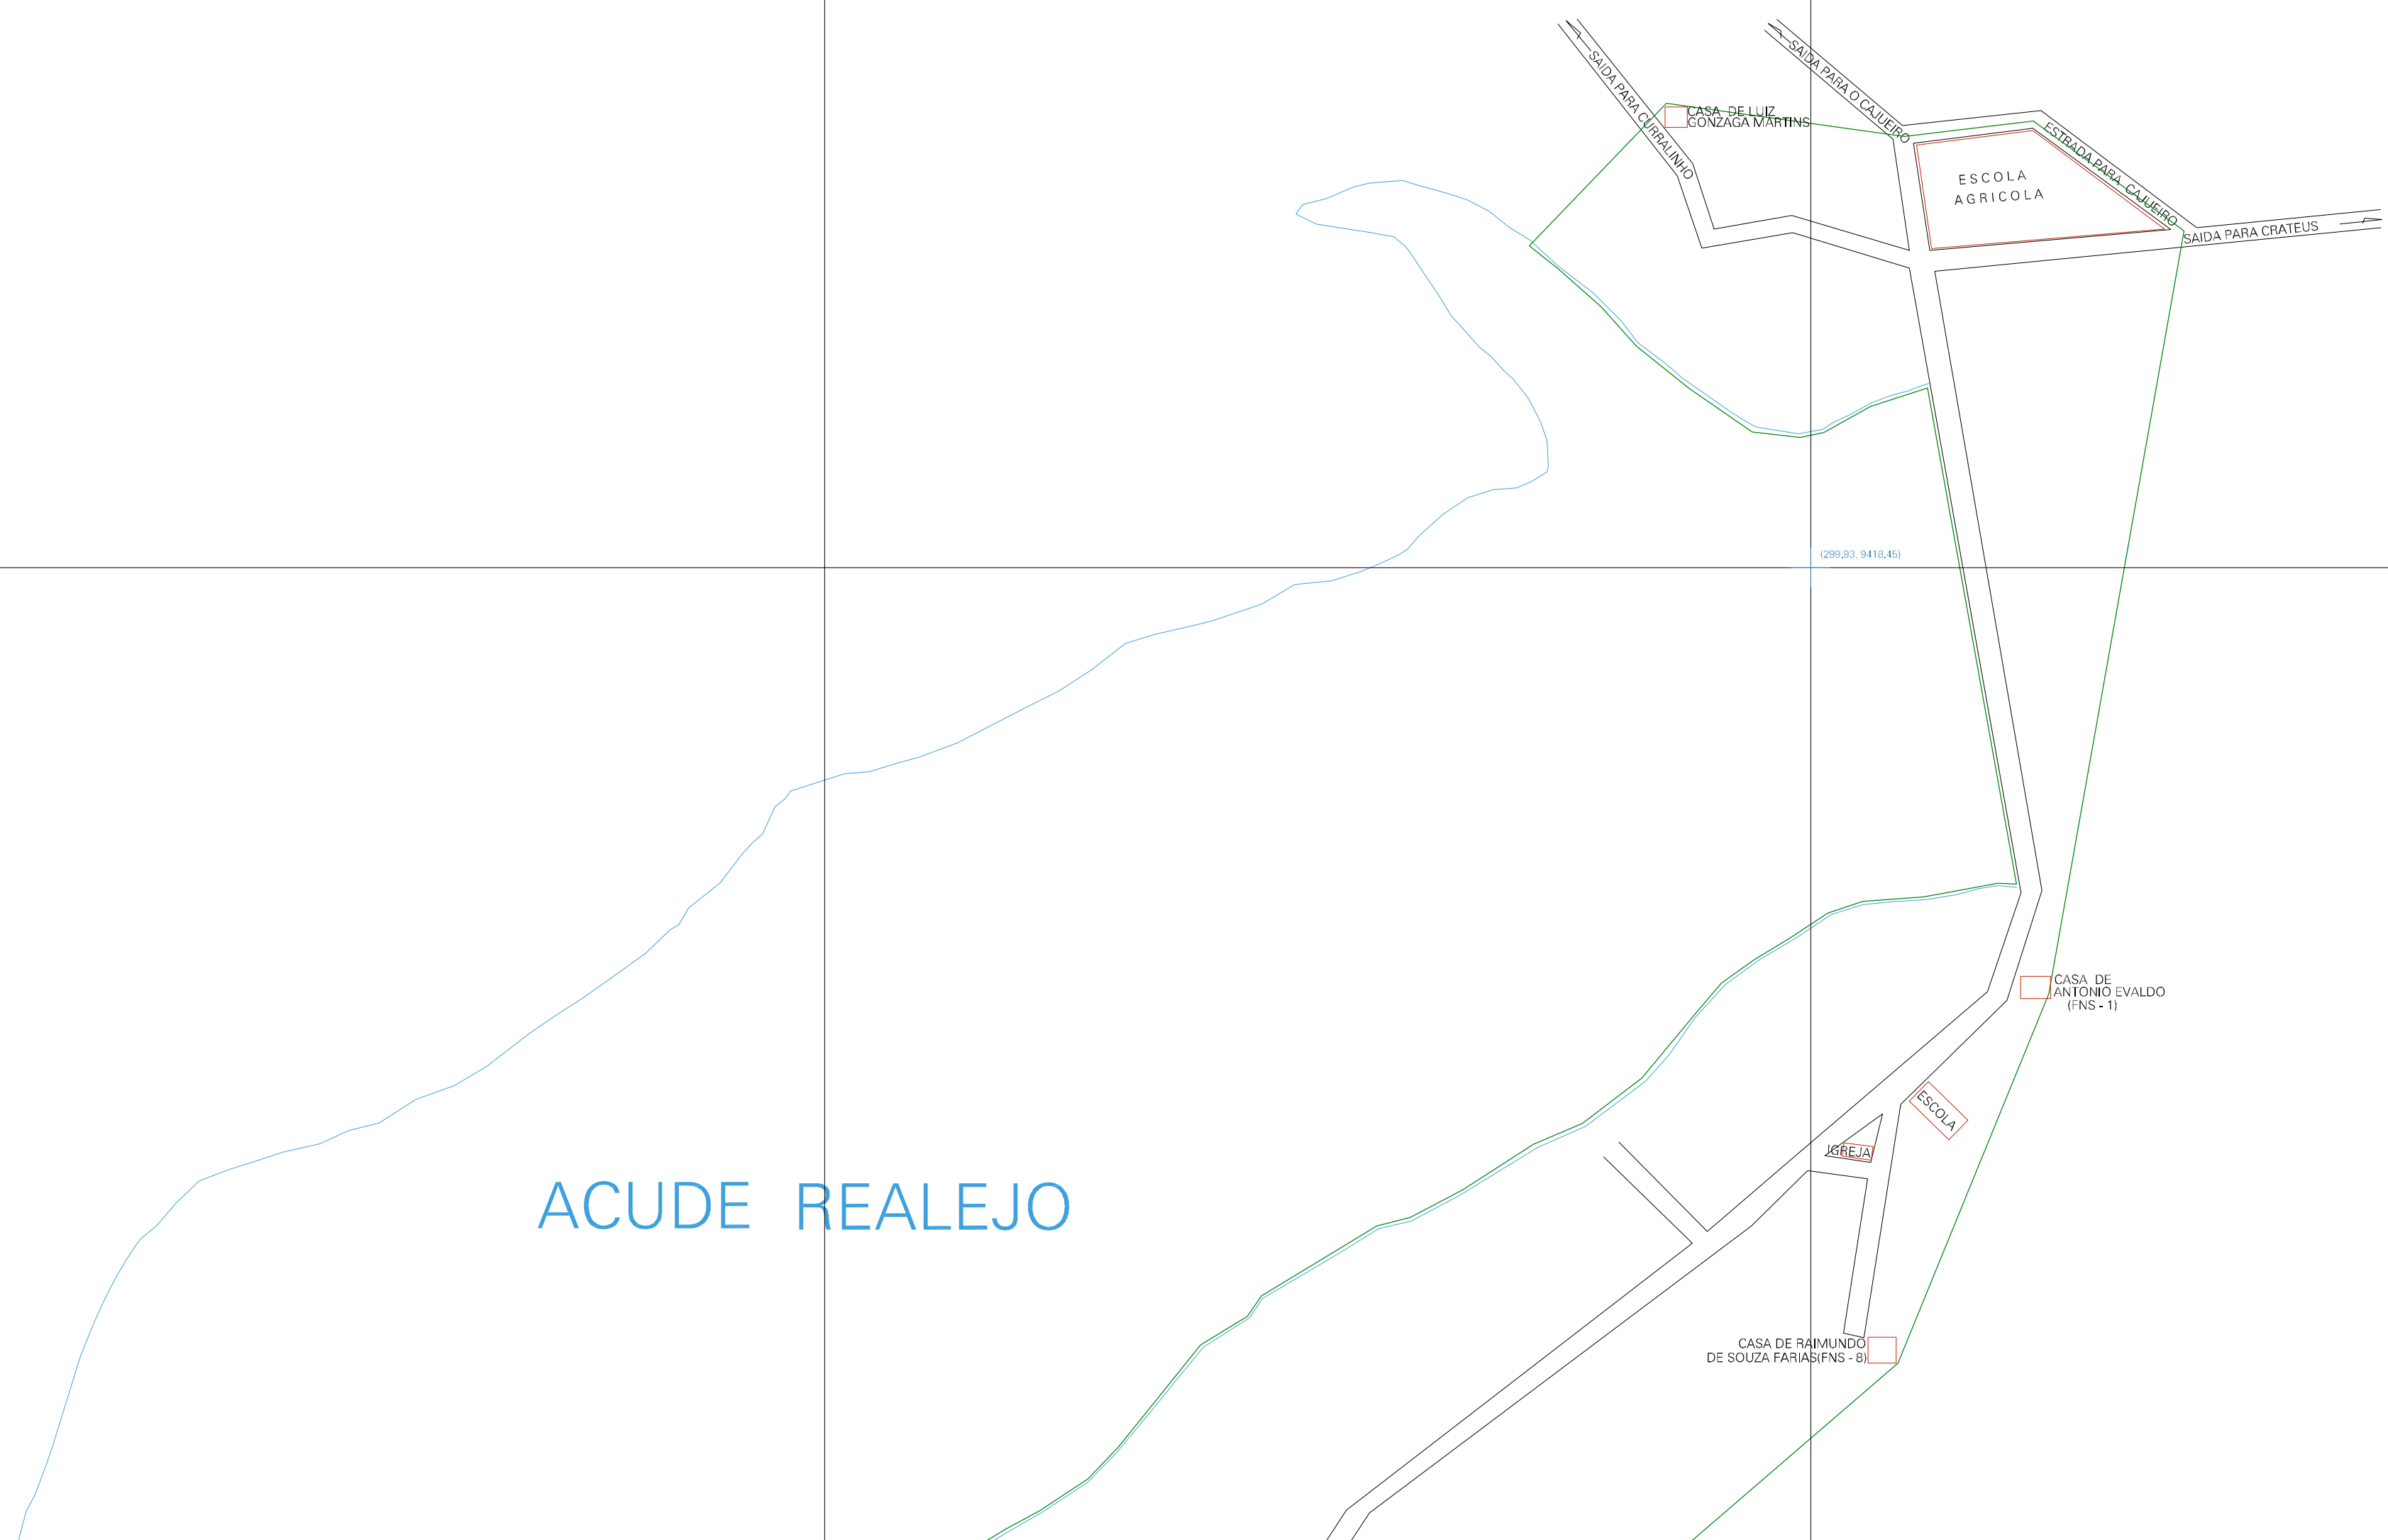 SAIDA PARA CURRALINHO
SAIDA PARA O CAJUEIRO
CASA DE LUIZ
GONZAGA MARTINS
ESTRADA PARA CAJUEIRO
ESCOLA
AGRICOLA
SAIDA PARA CRATEUS
(299,93, 9418,45)
CASA DE
ANTONIO EVALDO
(FNS - 1)
ESCOLA
IGREJA
ACUDE REALEJO
CASA DE RAIMUNDO
DE SOUZA FARIAS(FNS - 8)